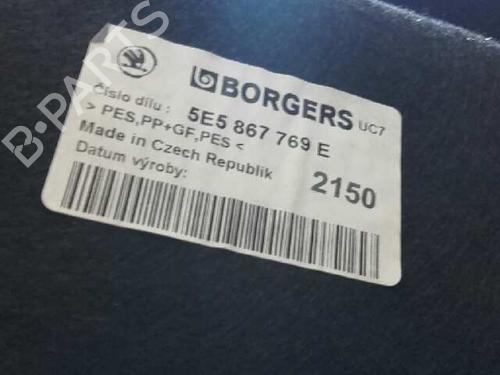 BORGERS UC7
Číslo dílu : 5E5 867 769 E
> PES,PP+GF,PES <
Made in Czech Republik 2150
Datum výroby:
B-PARTS